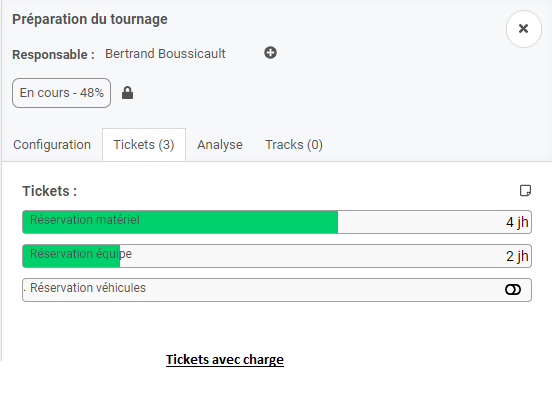 Préparation du tournage
Responsable : Bertrand Boussicault
En cours - 48%
Configuration Tickets (3) Analyse Tracks (0)
Tickets :
Réservation matériel 4 jh
Réservation équipe 2 jh
. Réservation véhicules
Tickets avec charge